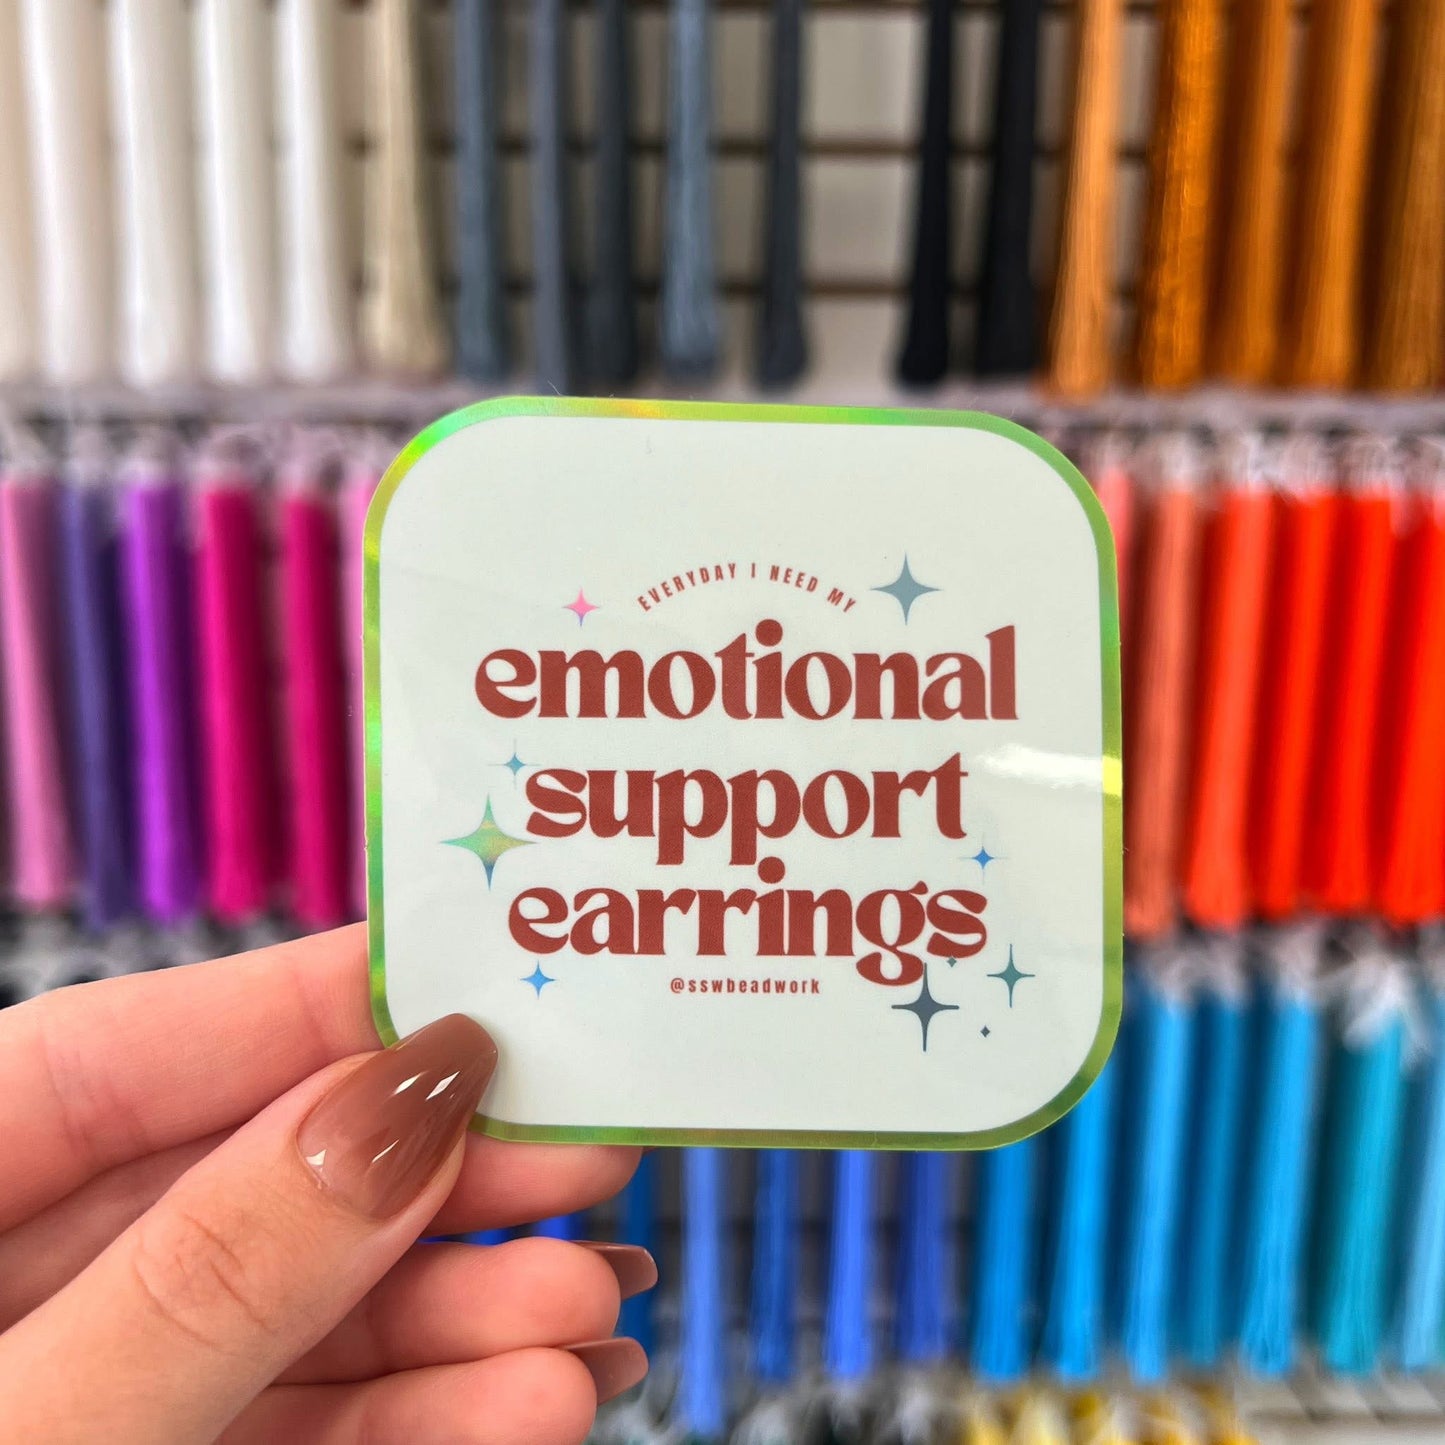 EVERYDAY I NEED MY
emotional
support
earrings
@sswbeadwork